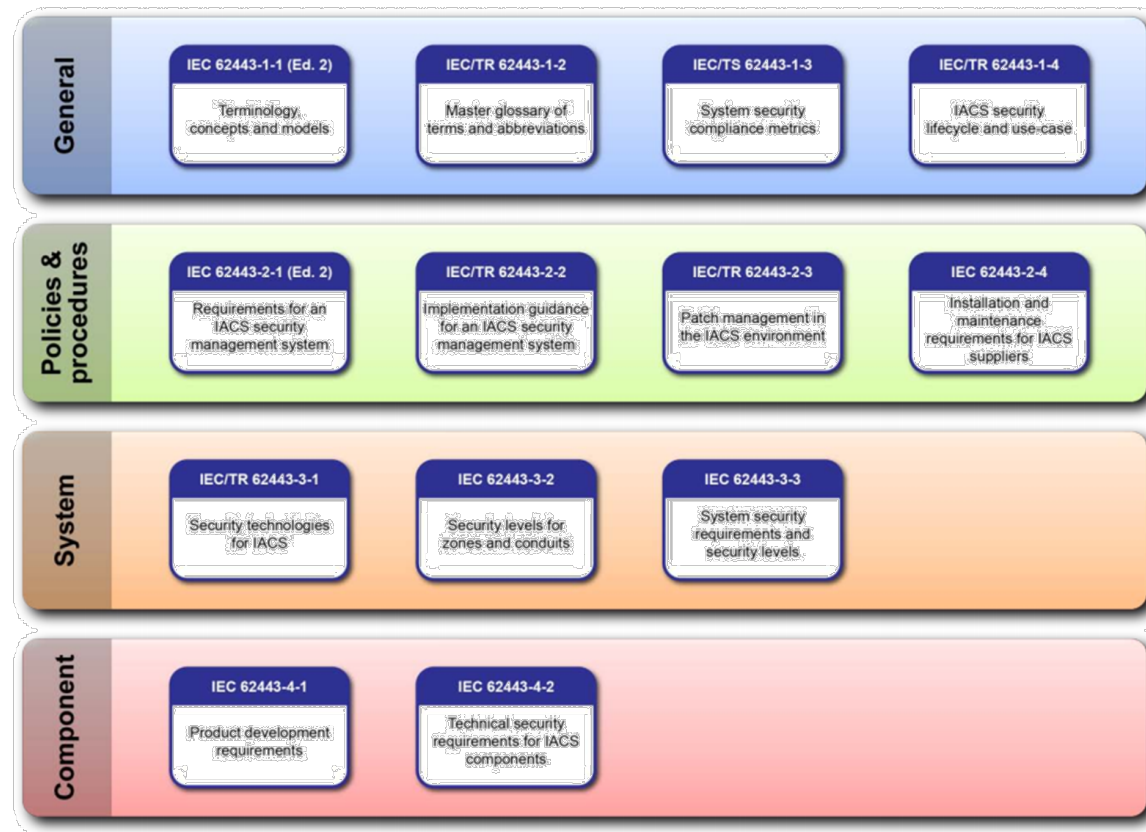 General
IEC 62443-1-1 (Ed. 2)
Terminology,
concepts and models
IEC/TR 62443-1-2
Master glossary of
terms and abbreviations
IEC/TS 62443-1-3
System security
compliance metrics
IEC/TR 62443-1-4
IACS security
lifecycle and use-case
Policies &
procedures
IEC 62443-2-1 (Ed. 2)
Requirements for an
IACS security
management system
IEC/TR 62443-2-2
Implementation guidance
for an IACS security
management system
IEC/TR 62443-2-3
Patch management in
the IACS environment
IEC 62443-2-4
Installation and
maintenance
requirements for IACS
suppliers
System
IEC/TR 62443-3-1
Security technologies
for IACS
IEC 62443-3-2
Security levels for
zones and conduits
IEC 62443-3-3
System security
requirements and
security levels
Component
IEC 62443-4-1
Product development
requirements
IEC 62443-4-2
Technical security
requirements for IACS
components